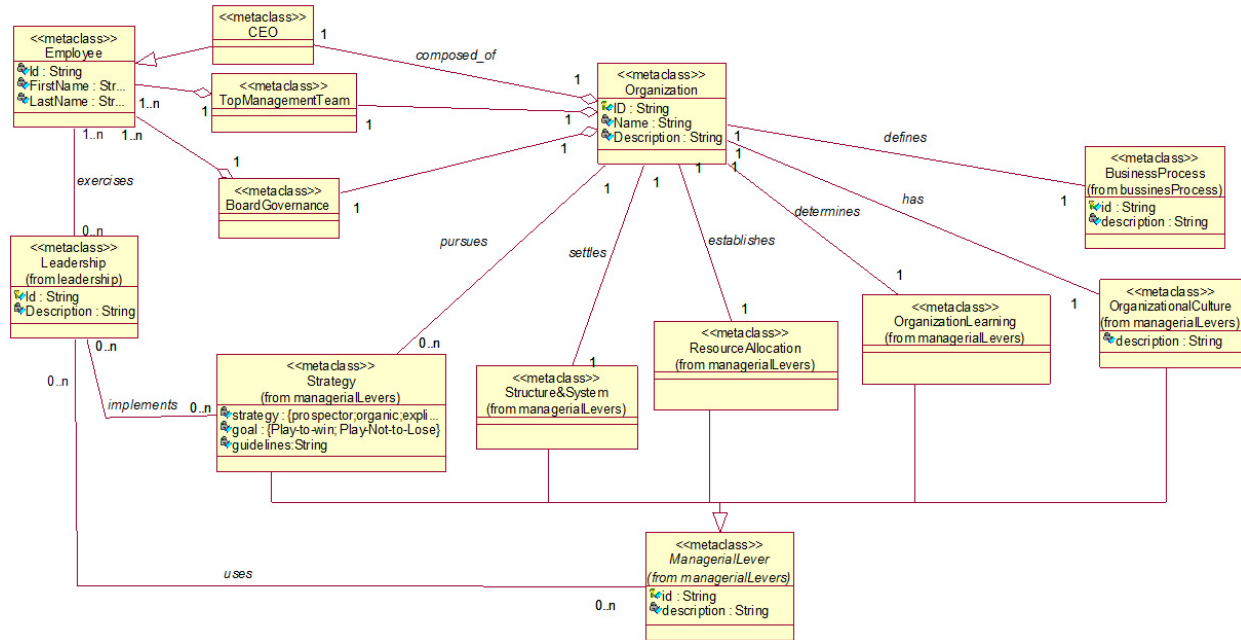 <<metaclass>>
CEO
<<metaclass>>
Employee
Id : String
FirstName : Str...
LastName : Str...
1
composed_of
1
<<metaclass>>
Organization
ID : String
Name : String
Description : String
<<metaclass>>
TopManagementTeam
1..n
1
1
1
1..n
1..n
1
1
<<metaclass>>
BoardGovernance
1
exercises
0..n
1
defines
1
<<metaclass>>
BusinessProcess
(from bussinesProcess)
id : String
description : String
1
has
1
<<metaclass>>
OrganizationalCulture
(from managerialLevers)
description : String
1
determines
1
<<metaclass>>
OrganizationLearning
(from managerialLevers)
1
establishes
1
<<metaclass>>
ResourceAllocation
(from managerialLevers)
1
settles
1
<<metaclass>>
Structure&System
(from managerialLevers)
1
pursues
0..n
<<metaclass>>
Strategy
(from managerialLevers)
strategy : {prospector;organic;expli...
goal : {Play-to-win; Play-Not-to-Lose}
guidelines:String
<<metaclass>>
Leadership
(from leadership)
Id : String
Description : String
0..n
implements
0..n
0..n
uses
0..n
<<metaclass>>
ManagerialLever
(from managerialLevers)
id : String
description : String